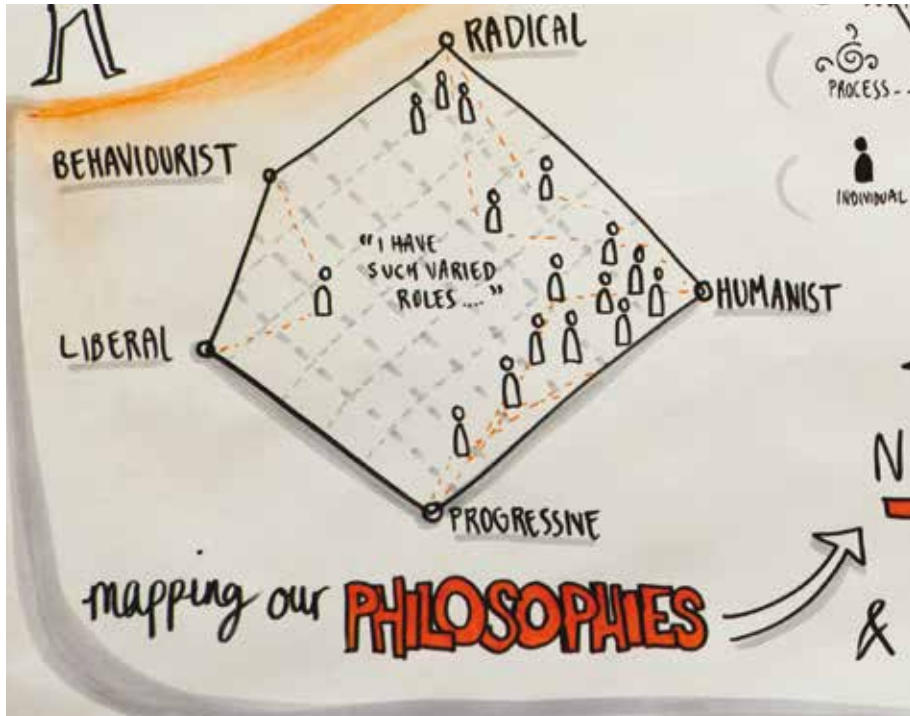 RADICAL
PROCESS..
BEHAVIOURIST
INDIVIDUAL
"I HAVE
SUCH VARIED
ROLES ...."
HUMANIST
LIBERAL
PROGRESSIVE
N
mapping our PHILOSOPHIES
&